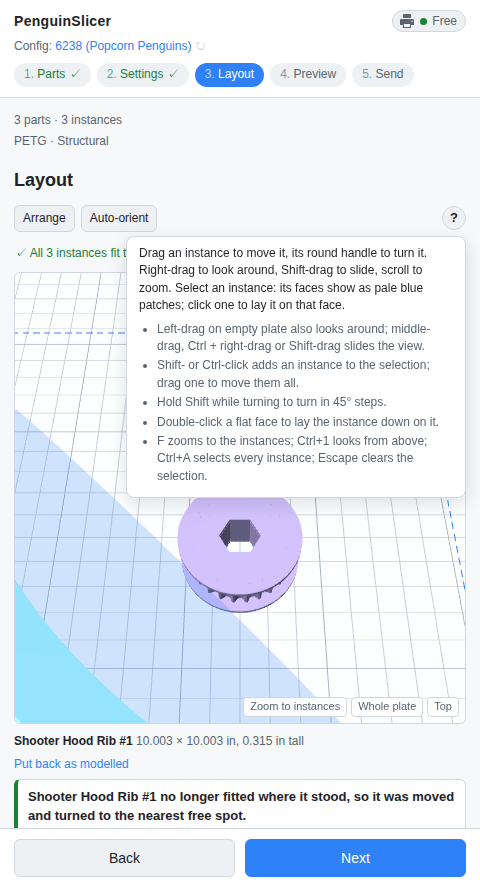 PenguinSlicer
Free
Config: 6238 (Popcorn Penguins)
1. Parts ✓
2. Settings ✓
3. Layout
4. Preview
5. Send
3 parts · 3 instances
PETG · Structural
Layout
Arrange
Auto-orient
?
✓ All 3 instances fit
Drag an instance to move it, its round handle to turn it.
Right-drag to look around, Shift-drag to slide, scroll to
zoom. Select an instance: its faces show as pale blue
patches; click one to lay it on that face.
• Left-drag on empty plate also looks around; middle-
drag, Ctrl + right-drag or Shift-drag slides the view.
• Shift- or Ctrl-click adds an instance to the selection;
drag one to move them all.
• Hold Shift while turning to turn in 45° steps.
• Double-click a flat face to lay the instance down on it.
• F zooms to the instances; Ctrl+1 looks from above;
Ctrl+A selects every instance; Escape clears the
selection.
Zoom to instances
Whole plate
Top
Shooter Hood Rib #1 10.003 × 10.003 in, 0.315 in tall
Put back as modelled
Shooter Hood Rib #1 no longer fitted where it stood, so it was moved
and turned to the nearest free spot.
Back
Next